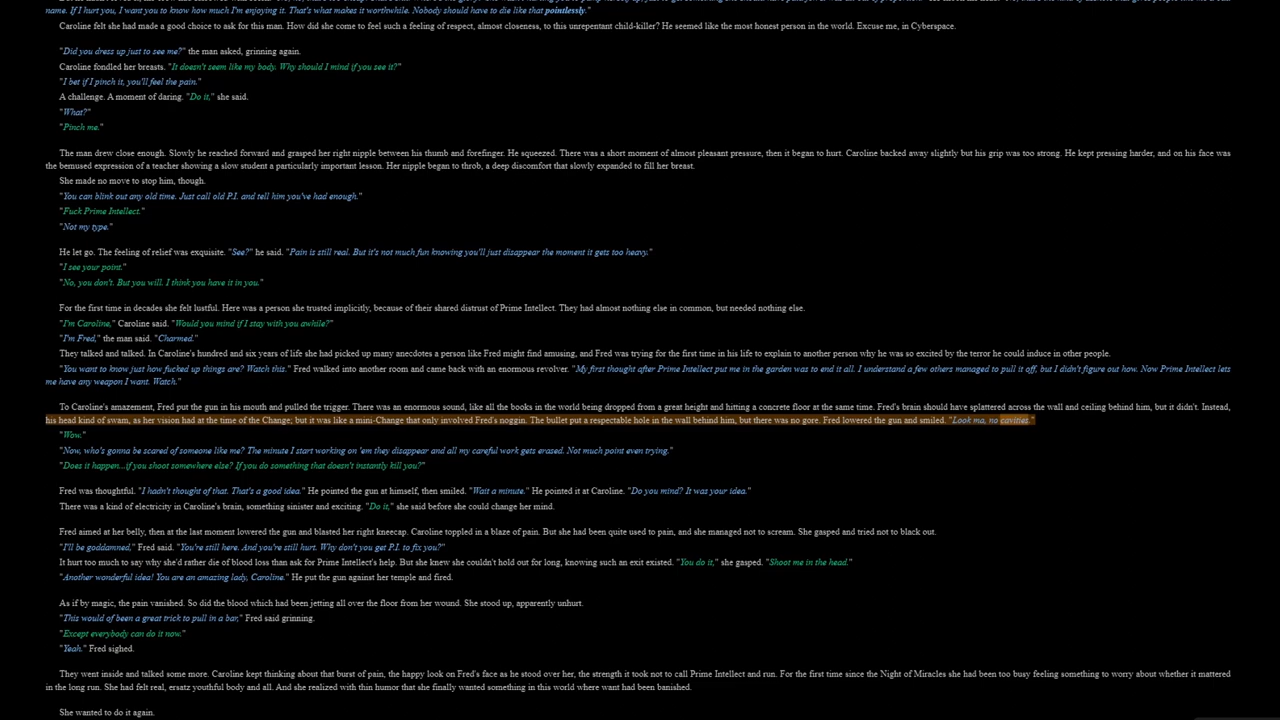 name. If I hurt you, I want you to know how much I'm enjoying it. That's what makes it worthwhile. Nobody should have to die like that pointlessly."
Caroline felt she had made a good choice to ask for this man. How did she come to feel such a feeling of respect, almost closeness, to this unrepentant child-killer? He seemed like the most honest person in the world. Excuse me, in Cyberspace.
"Did you dress up just to see me?" the man asked, grinning again.
Caroline fondled her breasts. "It doesn't seem like my body. Why should I mind if you see it?"
"I bet if I pinch it, you'll feel the pain."
A challenge. A moment of daring. "Do it," she said.
"What?"
"Pinch me."
The man drew close enough. Slowly he reached forward and grasped her right nipple between his thumb and forefinger. He squeezed. There was a short moment of almost pleasant pressure, then it began to hurt. Caroline backed away slightly but his grip was too strong. He kept pressing harder, and on his face was
the bemused expression of a teacher showing a slow student a particularly important lesson. Her nipple began to throb, a deep discomfort that slowly expanded to fill her breast.
She made no move to stop him, though.
"You can blink out any old time. Just call old P.I. and tell him you've had enough."
"Fuck Prime Intellect."
"Not my type."
He let go. The feeling of relief was exquisite. "See?" he said. "Pain is still real. But it's not much fun knowing you'll just disappear the moment it gets too heavy."
"I see your point."
"No, you don't. But you will. I think you have it in you."
For the first time in decades she felt lustful. Here was a person she trusted implicitly, because of their shared distrust of Prime Intellect. They had almost nothing else in common, but needed nothing else.
"I'm Caroline," Caroline said. "Would you mind if I stay with you awhile?"
"I'm Fred," the man said. "Charmed."
They talked and talked. In Caroline's hundred and six years of life she had picked up many anecdotes a person like Fred might find amusing, and Fred was trying for the first time in his life to explain to another person why he was so excited by the terror he could induce in other people.
"You want to know just how fucked up things are? Watch this." Fred walked into another room and came back with an enormous revolver. "My first thought after Prime Intellect put me in the garden was to end it all. I understand a few others managed to pull it off, but I didn't figure out how. Now Prime Intellect lets
me have any weapon I want. Watch."
To Caroline's amazement, Fred put the gun in his mouth and pulled the trigger. There was an enormous sound, like all the books in the world being dropped from a great height and hitting a concrete floor at the same time. Fred's brain should have splattered across the wall and ceiling behind him, but it didn't. Instead,
his head kind of swam, as her vision had at the time of the Change; but it was like a mini-Change that only involved Fred's noggin. The bullet put a respectable hole in the wall behind him, but there was no gore. Fred lowered the gun and smiled. "Look ma, no cavities."
"Wow."
"Now, who's gonna be scared of someone like me? The minute I start working on 'em they disappear and all my careful work gets erased. Not much point even trying."
"Does it happen...if you shoot somewhere else? If you do something that doesn't instantly kill you?"
Fred was thoughtful. "I hadn't thought of that. That's a good idea." He pointed the gun at himself, then smiled. "Wait a minute." He pointed it at Caroline. "Do you mind? It was your idea."
There was a kind of electricity in Caroline's brain, something sinister and exciting. "Do it," she said before she could change her mind.
Fred aimed at her belly, then at the last moment lowered the gun and blasted her right kneecap. Caroline toppled in a blaze of pain. But she had been quite used to pain, and she managed not to scream. She gasped and tried not to black out.
"I'll be goddamned," Fred said. "You're still here. And you're still hurt. Why don't you get P.I. to fix you?"
It hurt too much to say why she'd rather die of blood loss than ask for Prime Intellect's help. But she knew she couldn't hold out for long, knowing such an exit existed. "You do it," she gasped. "Shoot me in the head."
"Another wonderful idea! You are an amazing lady, Caroline." He put the gun against her temple and fired.
As if by magic, the pain vanished. So did the blood which had been jetting all over the floor from her wound. She stood up, apparently unhurt.
"This would of been a great trick to pull in a bar," Fred said grinning.
"Except everybody can do it now."
"Yeah." Fred sighed.
They went inside and talked some more. Caroline kept thinking about that burst of pain, the happy look on Fred's face as he stood over her, the strength it took not to call Prime Intellect and run. For the first time since the Night of Miracles she had been too busy feeling something to worry about whether it mattered
in the long run. She had felt real, ersatz youthful body and all. And she realized with thin humor that she finally wanted something in this world where want had been banished.
She wanted to do it again.